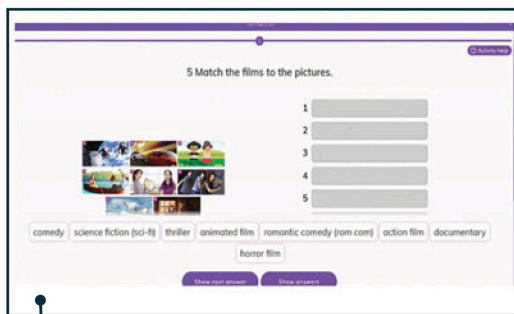 Activity Help
5 Match the films to the pictures.
1
2
3
4
5
comedy science fiction (sci-fi) thriller animated film romantic comedy (rom com) action film documentary
horror film
Show next answer Show answers